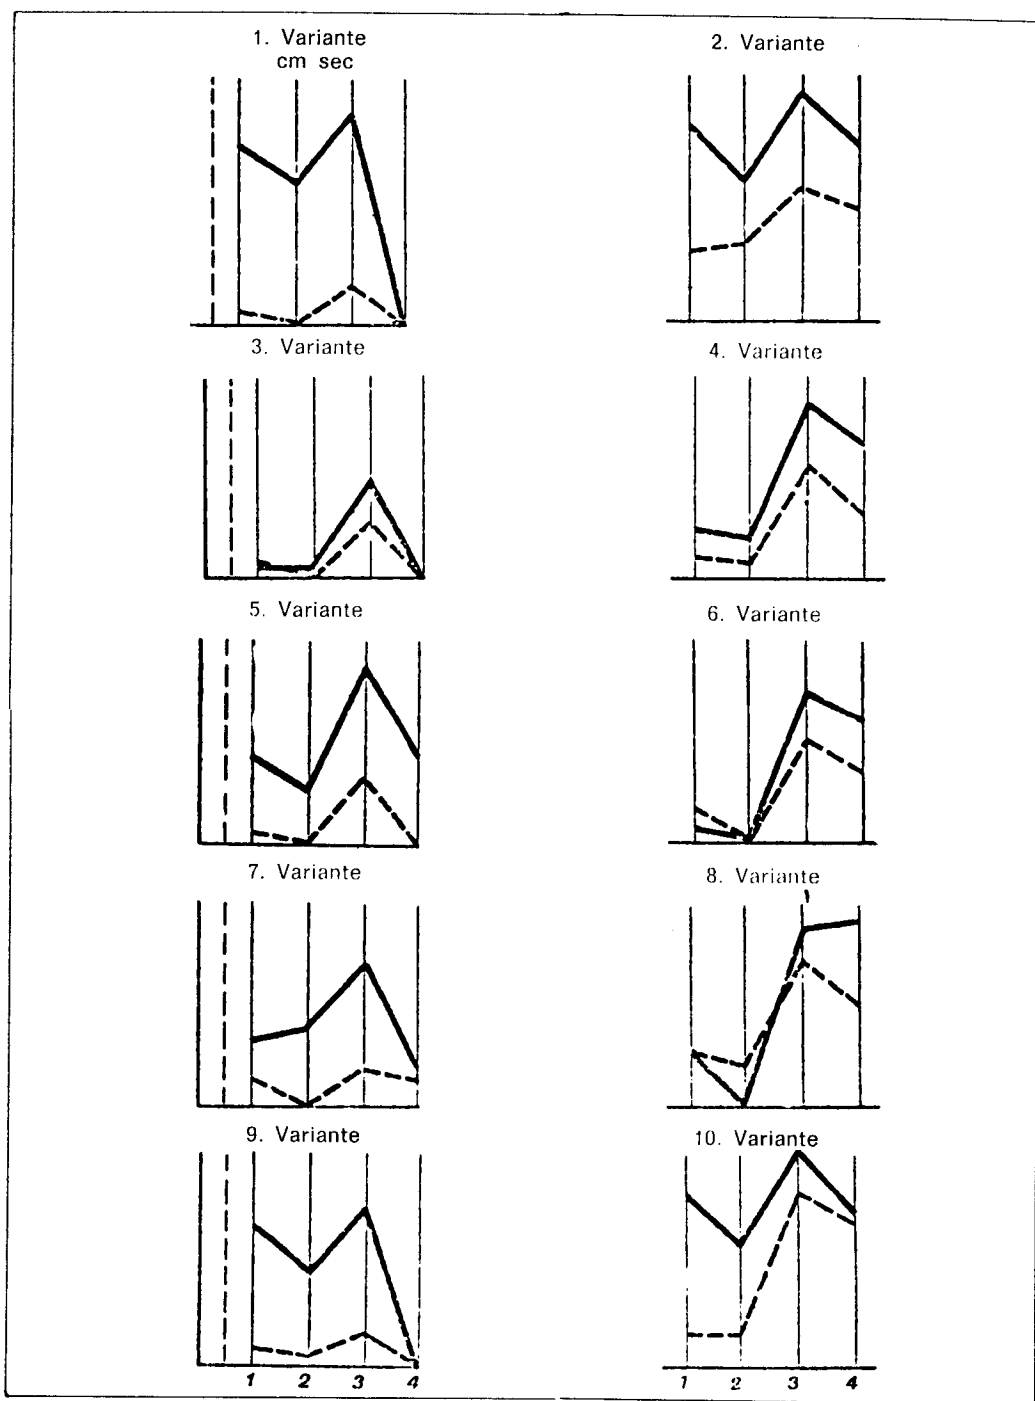 1. Variante
cm sec
2. Variante
3. Variante
4. Variante
5. Variante
6. Variante
7. Variante
8. Variante
9. Variante
10. Variante
1 2 3 4
1 2 3 4